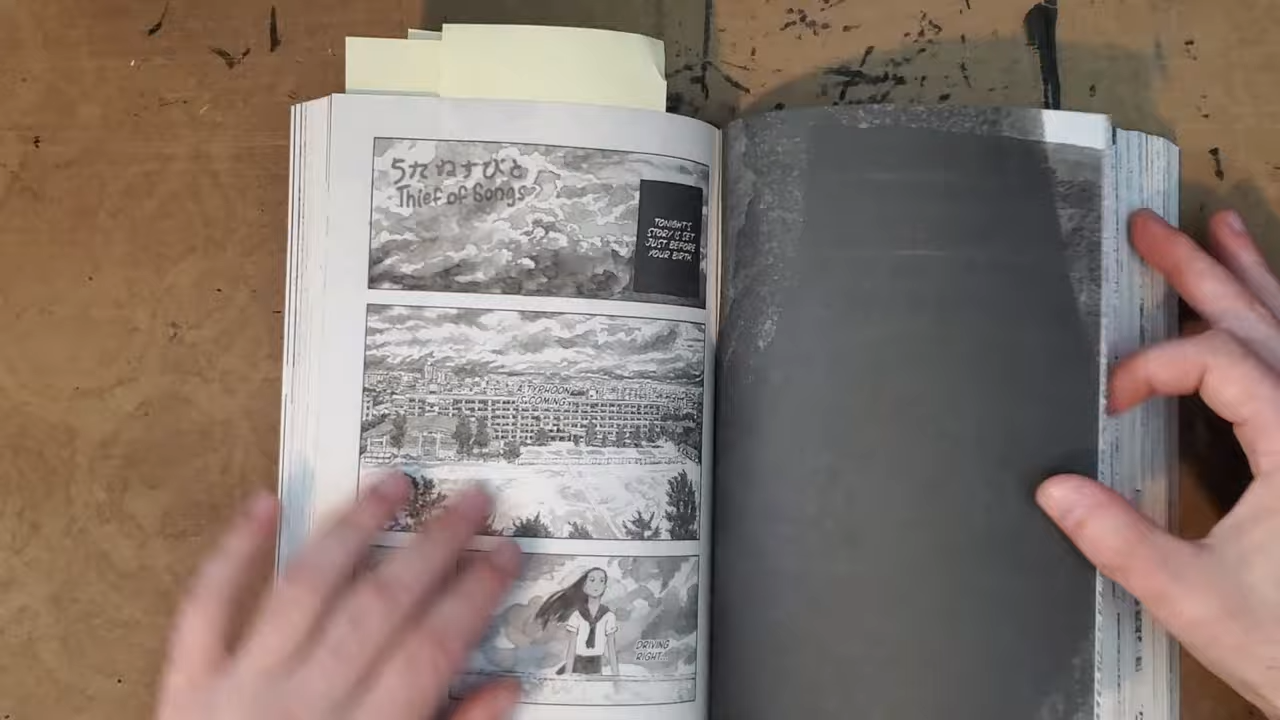 うたぬすびと
Thief of Songs
TONIGHT'S
STORY IS SET
JUST BEFORE
YOUR BIRTH.
A TYPHOON
IS COMING.
DRIVING
RIGHT...